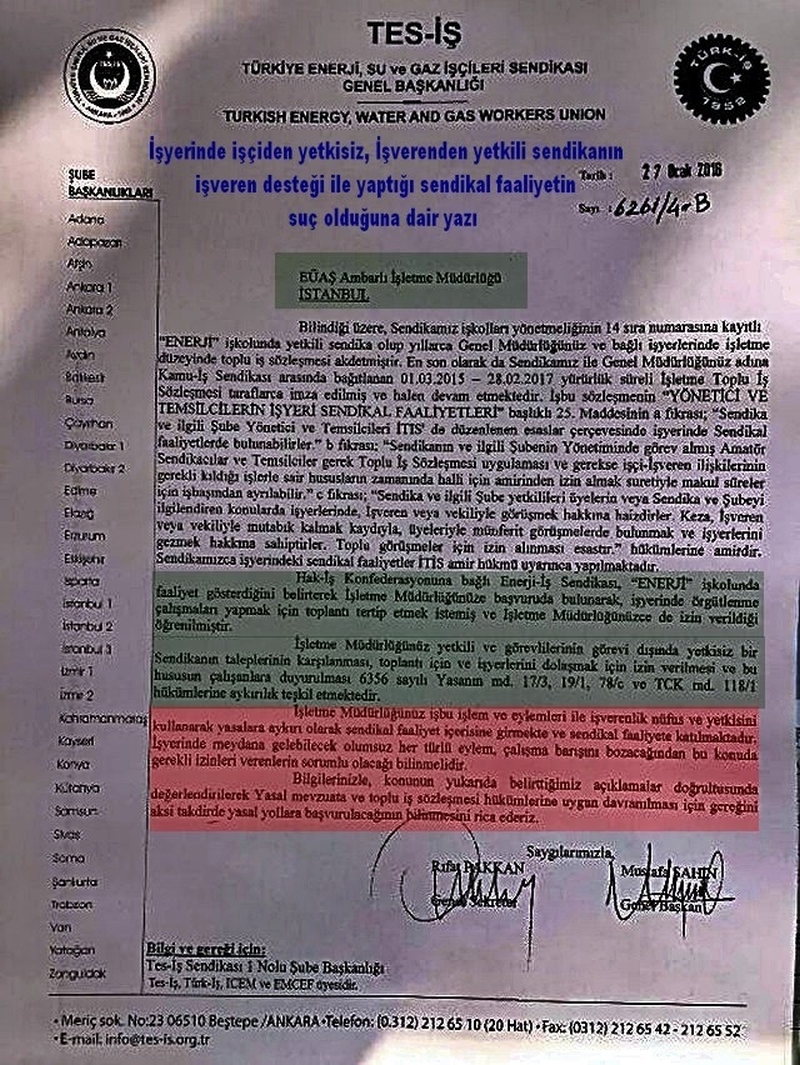 TES-İŞ
TÜRKİYE ENERJİ, SU ve GAZ İŞÇİLERİ SENDİKASI
GENEL BAŞKANLIĞI
TURKISH ENERGY, WATER AND GAS WORKERS UNION
TÜRK-İŞ
1952
İşyerinde işçiden yetkisiz, İşverenden yetkili sendikanın
işveren desteği ile yaptığı sendikal faaliyetin
suç olduğuna dair yazı
Tarih : 27 Ocak 2016
Sayı : 6261/4-B
ŞUBE
BAŞKANLIKLARI
Adana
Adapazarı
Afşin
Ankara 1
Ankara 2
Antalya
Aydın
Balıkesir
Bursa
Çayırhan
Diyarbakır 1
Diyarbakır 2
Edirne
Elazığ
Erzurum
Eskişehir
Isparta
İstanbul 1
İstanbul 2
İstanbul 3
İzmir 1
İzmir 2
Kahramanmaraş
Kayseri
Konya
Kütahya
Samsun
Sivas
Soma
Şanlıurfa
Trabzon
Van
Yatağan
Zonguldak
EÜAŞ Ambarlı İşletme Müdürlüğü
İSTANBUL
Bilindiği üzere, Sendikamız işkolları yönetmeliğinin 14 sıra numarasına kayıtlı
"ENERJİ" işkolunda yetkili sendika olup yıllarca Genel Müdürlüğünüz ve bağlı işyerlerinde işletme
düzeyinde toplu iş sözleşmesi akdetmiştir. En son olarak da Sendikamız ile Genel Müdürlüğünüz adına
Kamu-İş Sendikası arasında bağıtlanan 01.03.2015 – 28.02.2017 yürürlük süreli İşletme Toplu İş
Sözleşmesi taraflarca imza edilmiş ve halen devam etmektedir. İşbu sözleşmenin "YÖNETİCİ VE
TEMSİLCİLERİN İŞYERİ SENDİKAL FAALİYETLERİ" başlıklı 25. Maddesinin a fıkrası; "Sendika
ve ilgili Şube Yönetici ve Temsilcileri İTİS' de düzenlenen esaslar çerçevesinde işyerinde Sendikal
faaliyetlerde bulunabilirler." b fıkrası; "Sendikanın ve ilgili Şubenin Yönetiminde görev almış Amatör
Sendikacılar ve Temsilciler gerek Toplu İş Sözleşmesi uygulaması ve gerekse işçi-İşveren ilişkilerinin
gerekli kıldığı işlerle sair hususların zamanında halli için amirinden izin almak suretiyle makul süreler
için işbaşından ayrılabilir." c fıkrası; "Sendika ve ilgili Şube yetkilileri üyelerin veya Sendika ve Şubeyi
ilgilendiren konularda işyerlerinde, İşveren veya vekiliyle görüşmek hakkına haizdirler. Keza, İşveren
veya vekiliyle mutabık kalmak kaydıyla, üyeleriyle münferit görüşmelerde bulunmak ve işyerlerini
gezmek hakkına sahiptirler. Toplu görüşmeler için izin alınması esastır." hükümlerine amirdir.
Sendikamızca işyerindeki sendikal faaliyetler İTİS amir hükmü uyarınca yapılmaktadır.
Hak-İş Konfederasyonuna bağlı Enerji-İş Sendikası, "ENERJİ" işkolunda
faaliyet gösterdiğini belirterek İşletme Müdürlüğünüze başvuruda bulunarak, işyerinde örgütlenme
çalışmaları yapmak için toplantı tertip etmek istemiş ve İşletme Müdürlüğünüzce de izin verildiği
öğrenilmiştir.
İşletme Müdürlüğünüz yetkili ve görevlilerinin görevi dışında yetkisiz bir
Sendikanın taleplerinin karşılanması, toplantı için ve işyerlerini dolaşmak için izin verilmesi ve bu
hususun çalışanlara duyurulması 6356 sayılı Yasanın md. 17/3, 19/1, 78/c ve TCK md. 118/1
hükümlerine aykırılık teşkil etmektedir.
İşletme Müdürlüğünüz işbu işlem ve eylemleri ile işverenlik nüfus ve yetkisini
kullanarak yasalara aykırı olarak sendikal faaliyet içerisine girmekte ve sendikal faaliyete katılmaktadır.
İşyerinde meydana gelebilecek olumsuz her türlü eylem, çalışma barışını bozacağından bu konuda
gerekli izinleri verenlerin sorumlu olacağı bilinmelidir.
Bilgilerinizle, konunun yukarıda belirttiğimiz açıklamalar doğrultusunda
değerlendirilerek Yasal mevzuata ve toplu iş sözleşmesi hükümlerine uygun davranılması için gereğini
aksi takdirde yasal yollara başvurulacağının bilinmesini rica ederiz.
Saygılarımızla,
Rıfat PAKKAN
Genel Sekreter
Mustafa ŞAHİN
Genel Başkan
Bilgi ve gereği için:
Tes-İş Sendikası 1 Nolu Şube Başkanlığı
Tes-İş, Türk-İş, ICEM ve EMCEF üyesidir.
• Meriç sok. No:23 06510 Beştepe /ANKARA •Telefon: (0.312) 212 65 10 (20 Hat) • Fax: (0312) 212 65 42 - 212 65 52
• E-mail: info@tes-is.org.tr